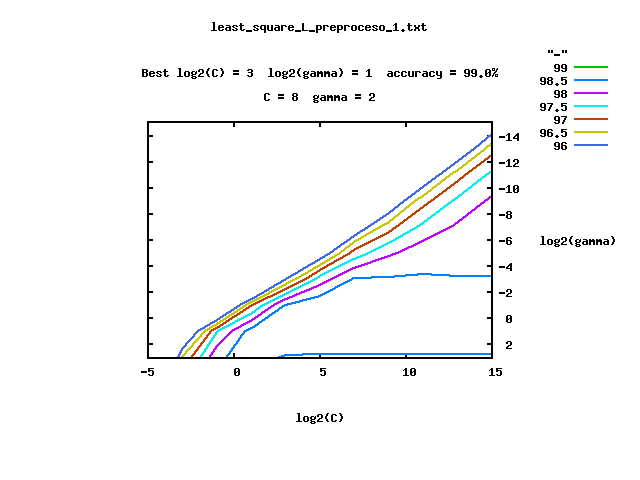 least_square_L_preproceso_1.txt
Best log2(C) = 3  log2(gamma) = 1  accuracy = 99.0%
C = 8  gamma = 2
"_"
99
98.5
98
97.5
97
96.5
96
-14
-12
-10
-8
-6
-4
-2
0
2
log2(gamma)
-5 0 5 10 15
log2(C)